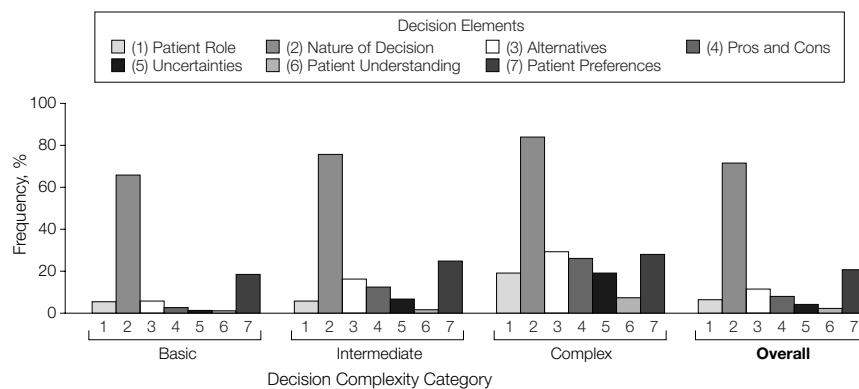 Decision Elements
(1) Patient Role (2) Nature of Decision (3) Alternatives (4) Pros and Cons
(5) Uncertainties (6) Patient Understanding (7) Patient Preferences
100
80
60
40
20
0
Frequency, %
1 2 3 4 5 6 7 1 2 3 4 5 6 7 1 2 3 4 5 6 7 1 2 3 4 5 6 7
Basic Intermediate Complex Overall
Decision Complexity Category